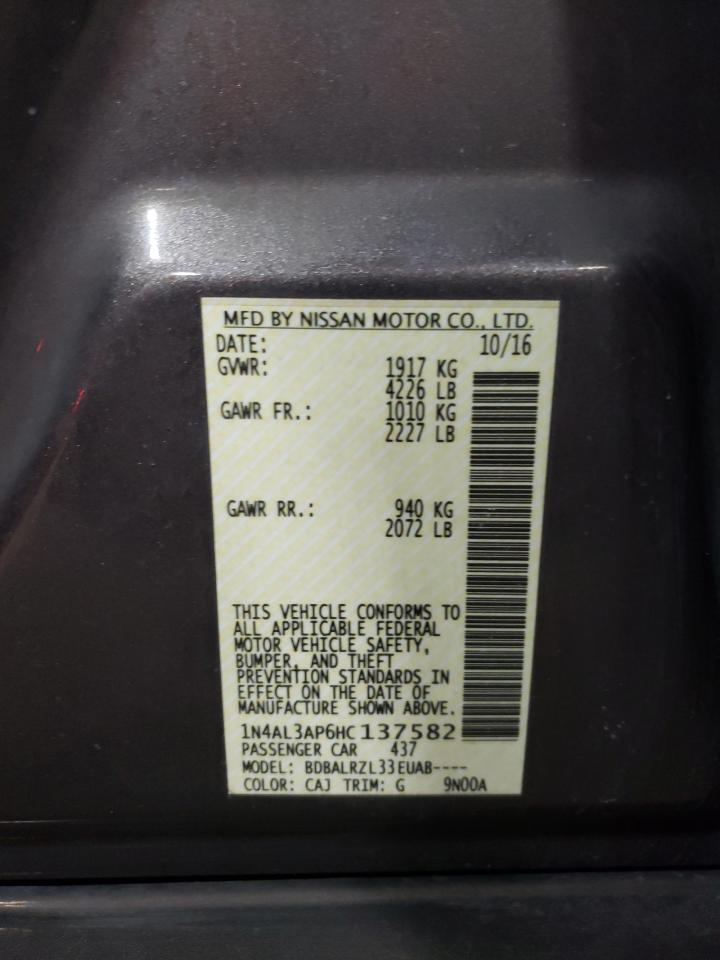 MFD BY NISSAN MOTOR CO., LTD.
DATE: 10/16
GVWR: 1917 KG
4226 LB
GAWR FR.: 1010 KG
2227 LB
GAWR RR.: 940 KG
2072 LB
THIS VEHICLE CONFORMS TO
ALL APPLICABLE FEDERAL
MOTOR VEHICLE SAFETY,
BUMPER, AND THEFT
PREVENTION STANDARDS IN
EFFECT ON THE DATE OF
MANUFACTURE SHOWN ABOVE.
1N4AL3AP6HC137582
PASSENGER CAR 437
MODEL: BDBALRZL33EUAB----
COLOR: CAJ TRIM: G 9N00A